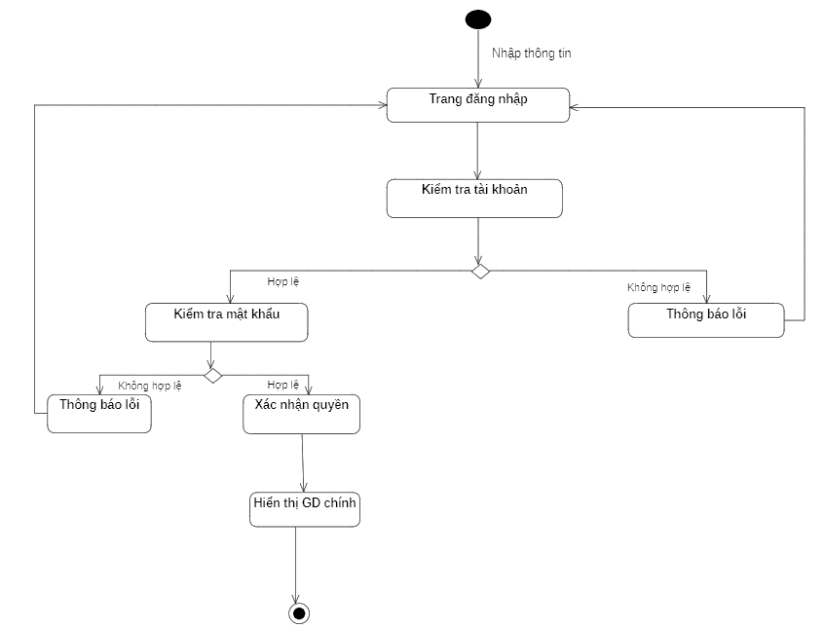 Nhập thông tin
Trang đăng nhập
Kiểm tra tài khoản
Hợp lệ
Không hợp lệ
Kiểm tra mật khẩu
Thông báo lỗi
Không hợp lệ
Hợp lệ
Thông báo lỗi
Xác nhận quyền
Hiển thị GD chính